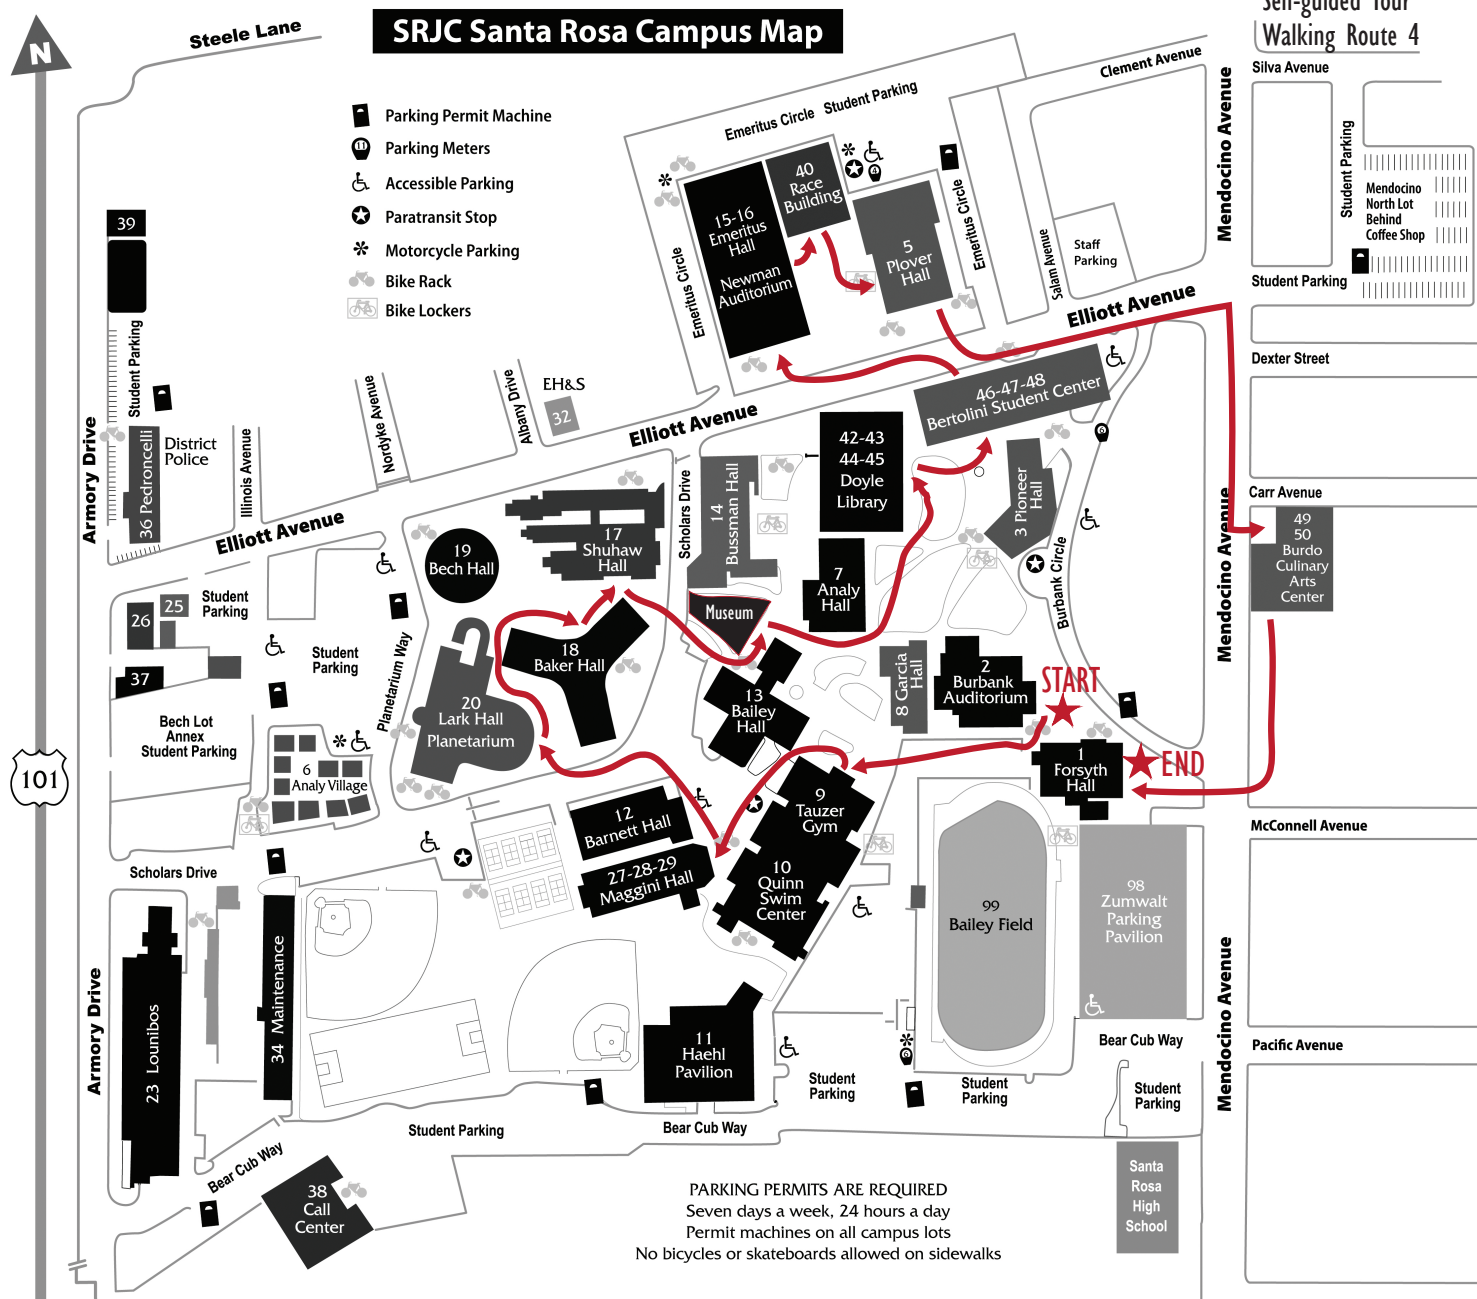 Self-guided Tour
Walking Route 4
SRJC Santa Rosa Campus Map
N
Steele Lane
Clement Avenue
Silva Avenue
Parking Permit Machine
11
Parking Meters
Accessible Parking
Paratransit Stop
Motorcycle Parking
Bike Rack
Bike Lockers
Emeritus Circle
Student Parking
Mendocino Avenue
Student Parking
Mendocino
North Lot
Behind
Coffee Shop
Student Parking
40
Race
Building
4
15-16
Emeritus
Hall
Newman
Auditorium
5
Plover
Hall
Emeritus Circle
Emeritus Circle
Salam Avenue
Staff
Parking
Elliott Avenue
Dexter Street
39
Student Parking
Armory Drive
36 Pedroncelli
District
Police
Illinois Avenue
Nordyke Avenue
Albany Drive
EH&S
32
Elliott Avenue
Elliott Avenue
46-47-48
Bertolini Student Center
6
42-43
44-45
Doyle
Library
3 Pioneer
Hall
Scholars Drive
14
Bussman Hall
17
Shuhaw
Hall
19
Bech Hall
7
Analy
Hall
Museum
Burbank Circle
Mendocino Avenue
Carr Avenue
49
50
Burdo
Culinary
Arts
Center
26
25
Student
Parking
37
Student
Parking
Planetarium Way
Bech Lot
Annex
Student Parking
18
Baker Hall
20
Lark Hall
Planetarium
13
Bailey
Hall
8 Garcia
Hall
2
Burbank
Auditorium
START
1
Forsyth
Hall
END
101
6
Analy Village
12
Barnett Hall
27-28-29
Maggini Hall
9
Tauzer
Gym
10
Quinn
Swim
Center
McConnell Avenue
Scholars Drive
99
Bailey Field
98
Zumwalt
Parking
Pavilion
Armory Drive
23 Lounibos
34 Maintenance
11
Haehl
Pavilion
Mendocino Avenue
Bear Cub Way
Pacific Avenue
Student
Parking
Student
Parking
Student
Parking
Student Parking
Bear Cub Way
Bear Cub Way
38
Call
Center
Santa
Rosa
High
School
PARKING PERMITS ARE REQUIRED
Seven days a week, 24 hours a day
Permit machines on all campus lots
No bicycles or skateboards allowed on sidewalks